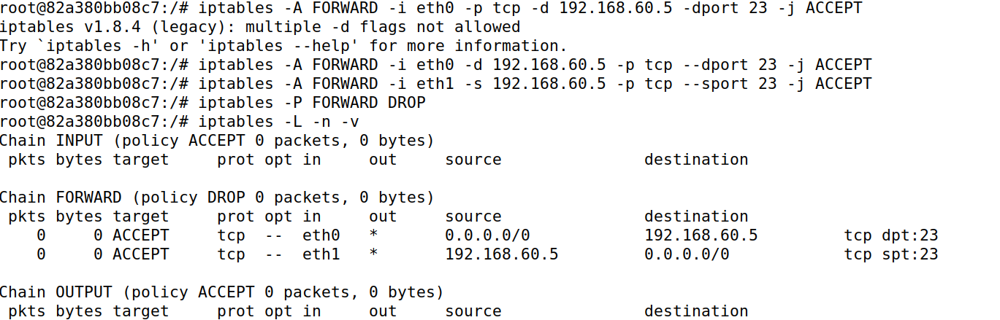 root@82a380bb08c7:/# iptables -A FORWARD -i eth0 -p tcp -d 192.168.60.5 -dport 23 -j ACCEPT
iptables v1.8.4 (legacy): multiple -d flags not allowed
Try `iptables -h' or 'iptables --help' for more information.
root@82a380bb08c7:/# iptables -A FORWARD -i eth0 -d 192.168.60.5 -p tcp --dport 23 -j ACCEPT
root@82a380bb08c7:/# iptables -A FORWARD -i eth1 -s 192.168.60.5 -p tcp --sport 23 -j ACCEPT
root@82a380bb08c7:/# iptables -P FORWARD DROP
root@82a380bb08c7:/# iptables -L -n -v
Chain INPUT (policy ACCEPT 0 packets, 0 bytes)
 pkts bytes target     prot opt in     out     source               destination

Chain FORWARD (policy DROP 0 packets, 0 bytes)
 pkts bytes target     prot opt in     out     source               destination
    0     0 ACCEPT     tcp  --  eth0   *       0.0.0.0/0            192.168.60.5         tcp dpt:23
    0     0 ACCEPT     tcp  --  eth1   *       192.168.60.5         0.0.0.0/0            tcp spt:23

Chain OUTPUT (policy ACCEPT 0 packets, 0 bytes)
 pkts bytes target     prot opt in     out     source               destination